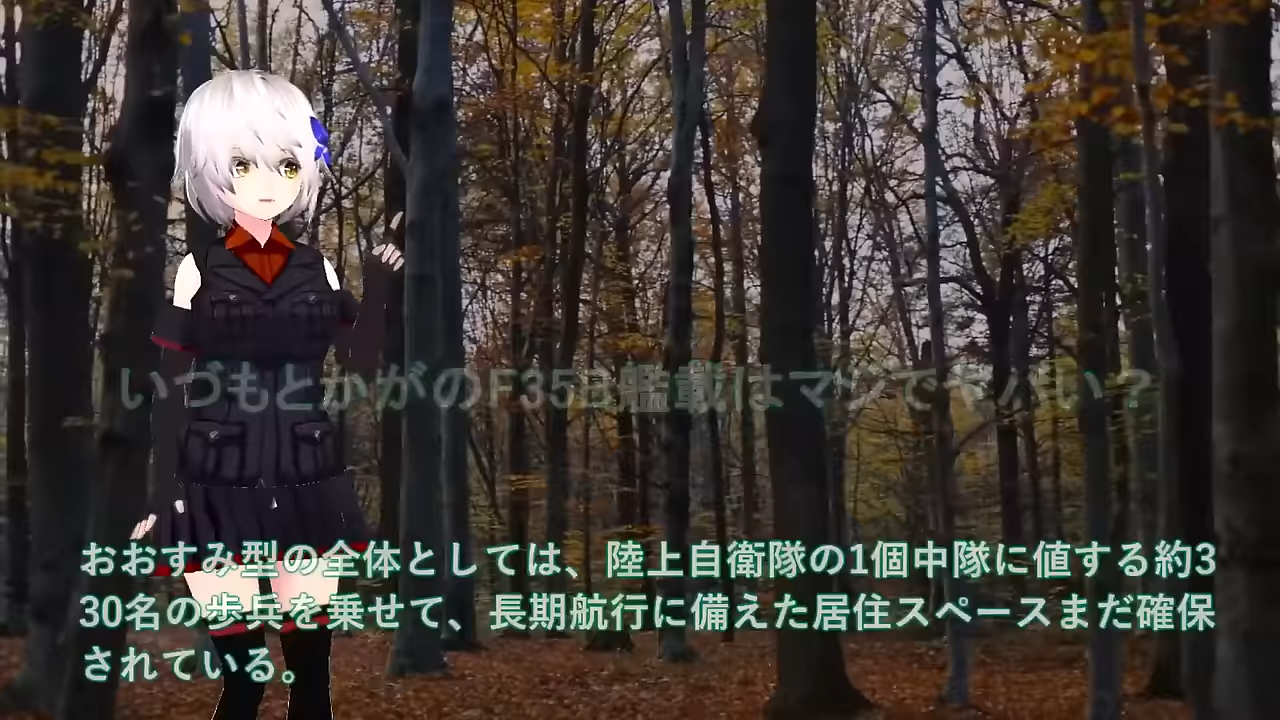 いづもとかがのF35B艦載はマジでヤバい？
おおすみ型の全体としては、陸上自衛隊の1個中隊に値する約3
30名の歩兵を乗せて、長期航行に備えた居住スペースまだ確保
されている。